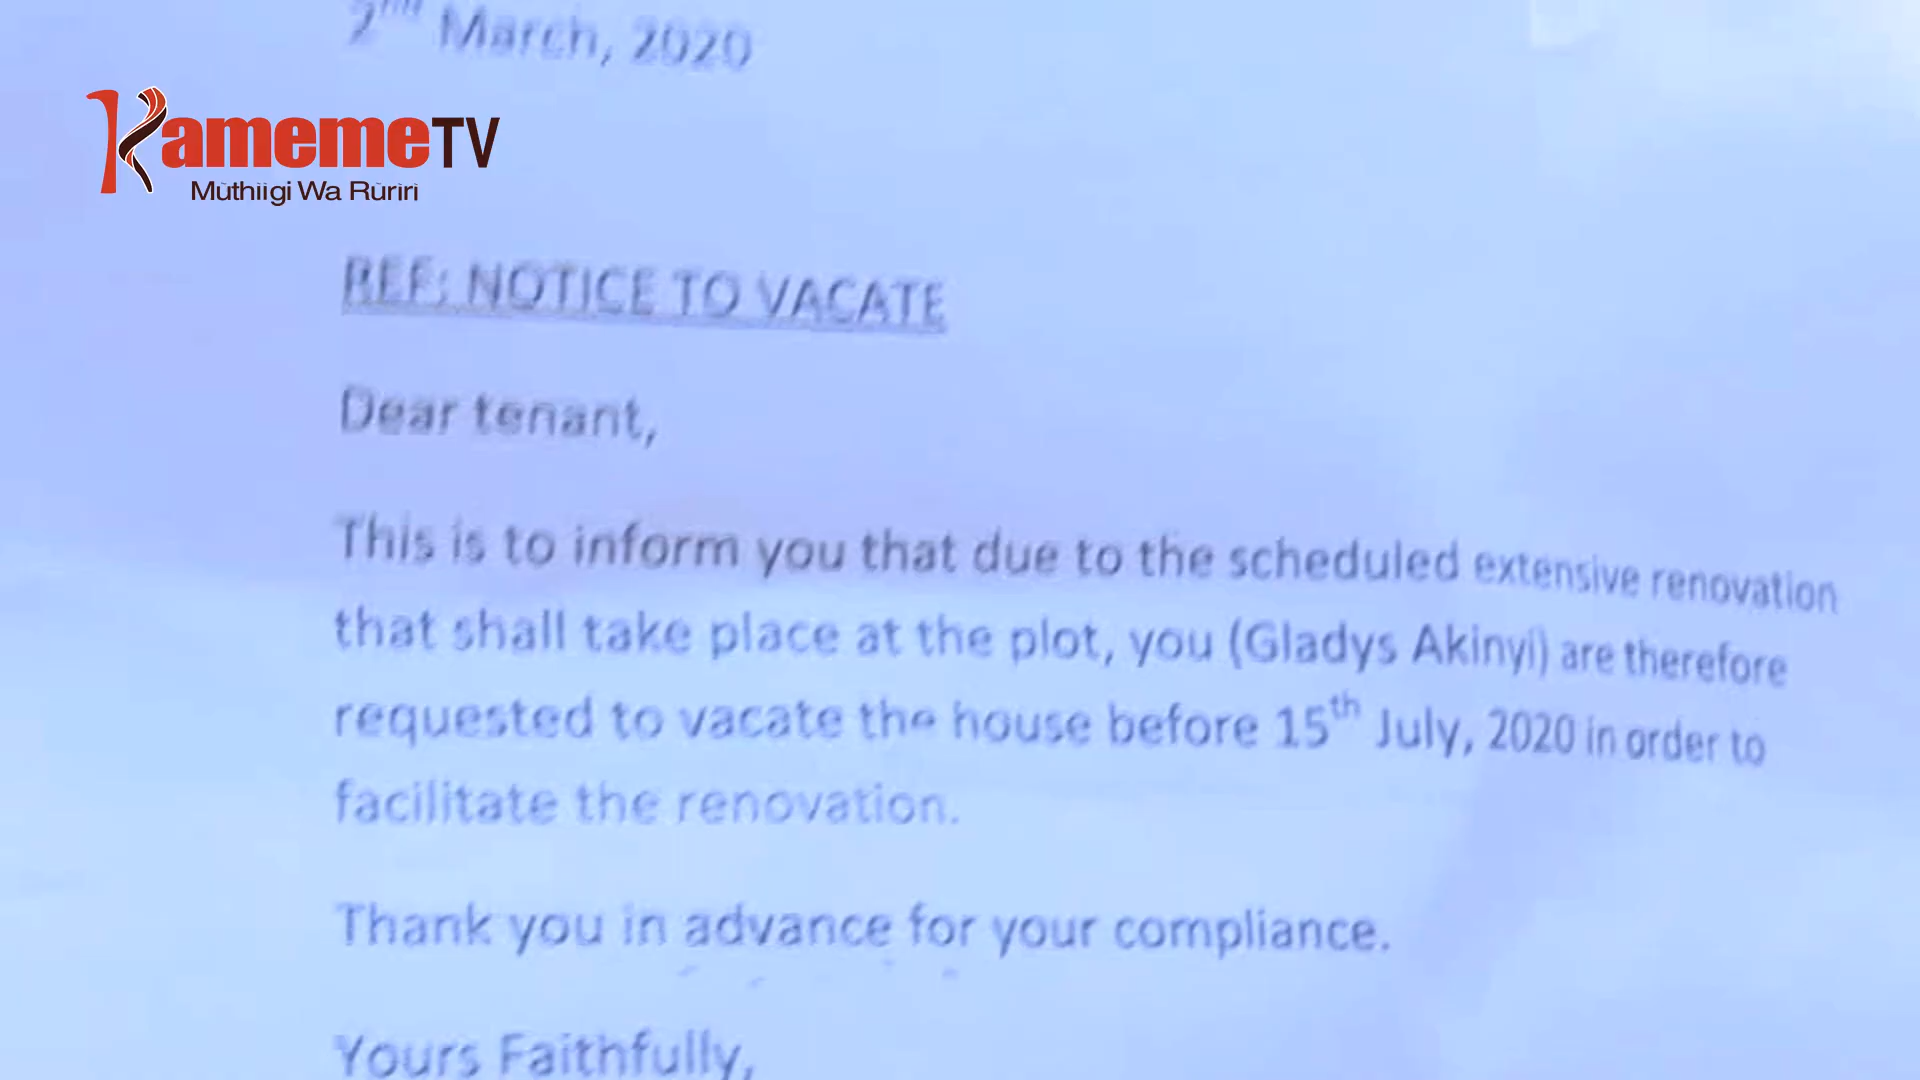 2nd March, 2020
KamemeTV
Mũthiigi Wa Rũrĩrĩ
REF: NOTICE TO VACATE
Dear tenant,
This is to inform you that due to the scheduled extensive renovation
that shall take place at the plot, you (Gladys Akinyi) are therefore
requested to vacate the house before 15th July, 2020 in order to
facilitate the renovation.
Thank you in advance for your compliance.
Yours Faithfully,